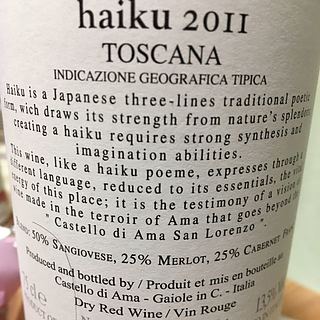 haiku 2011
TOSCANA
INDICAZIONE GEOGRAFICA TIPICA
Haiku is a Japanese three-lines traditional poetic
form, wich draws its strength from nature's splendors
creating a haiku requires strong synthesis and
imagination abilities.
This wine, like a haiku poeme, expresses through a
different language, reduced to its essentials, the vital
energy of this place; it is the testimony of a vision of
wine made in the terroir of Ama that goes beyond the
" Castello di Ama San Lorenzo ".
Blend: 50% SANGIOVESE, 25% MERLOT, 25% CABERNET
Produced and bottled by / Produit et mis en bouteille au
Castello di Ama - Gaiole in C. - Italia
Dry Red Wine / Vin Rouge